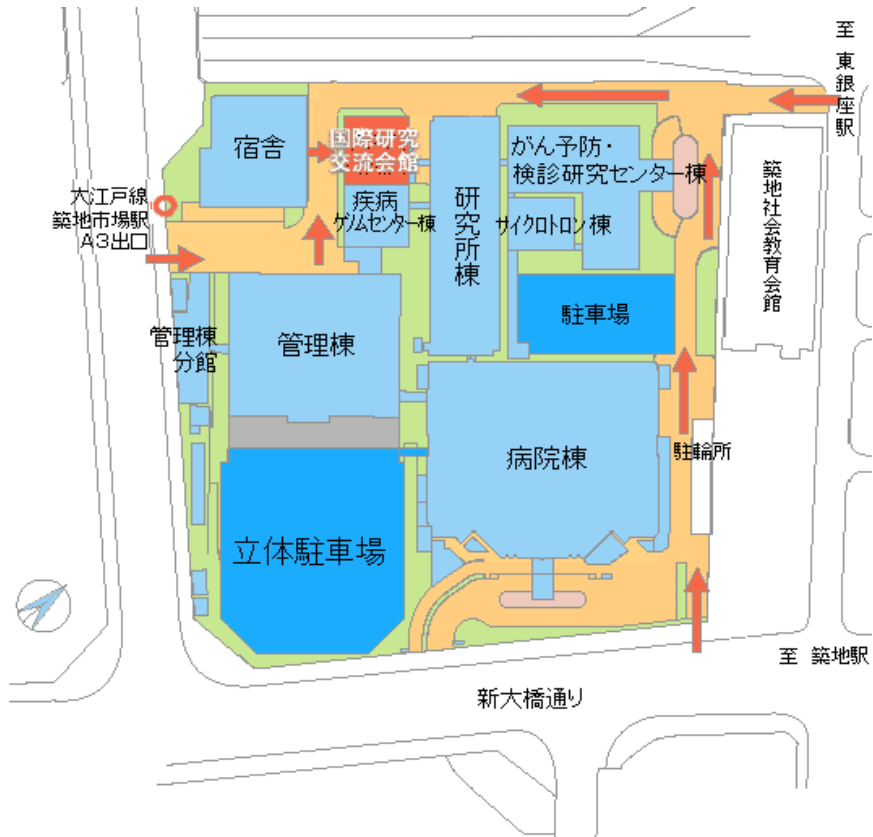 至
東銀座駅
宿舎
国際研究
交流会館
がん予防・
検診研究センター棟
疾病
ゲノムセンター棟
研究所棟
サイクロトロン棟
築地社会教育会館
大江戸線
築地市場駅
A3出口
管理棟
分館
管理棟
駐車場
病院棟
駐輪所
立体駐車場
至 築地駅
新大橋通り